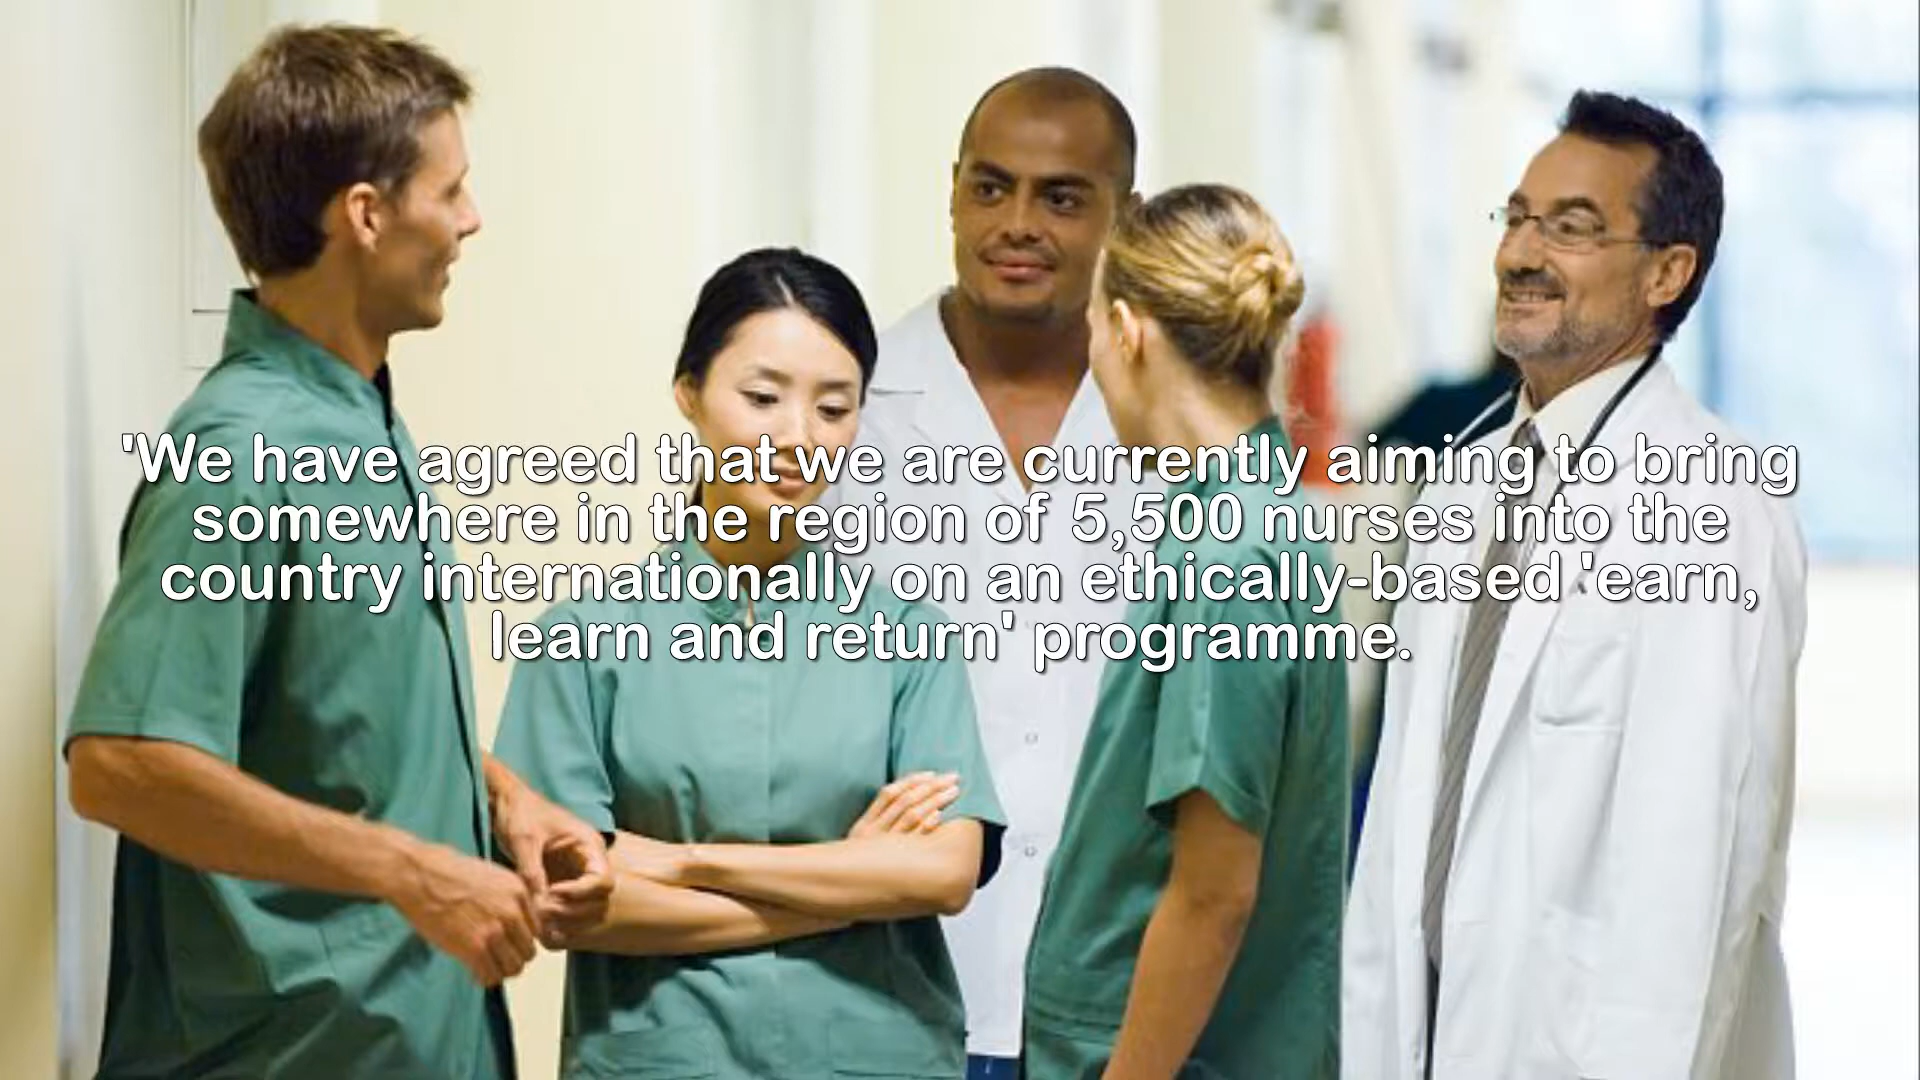 'We have agreed that we are currently aiming to bring
somewhere in the region of 5,500 nurses into the
country internationally on an ethically-based 'earn,
learn and return' programme.